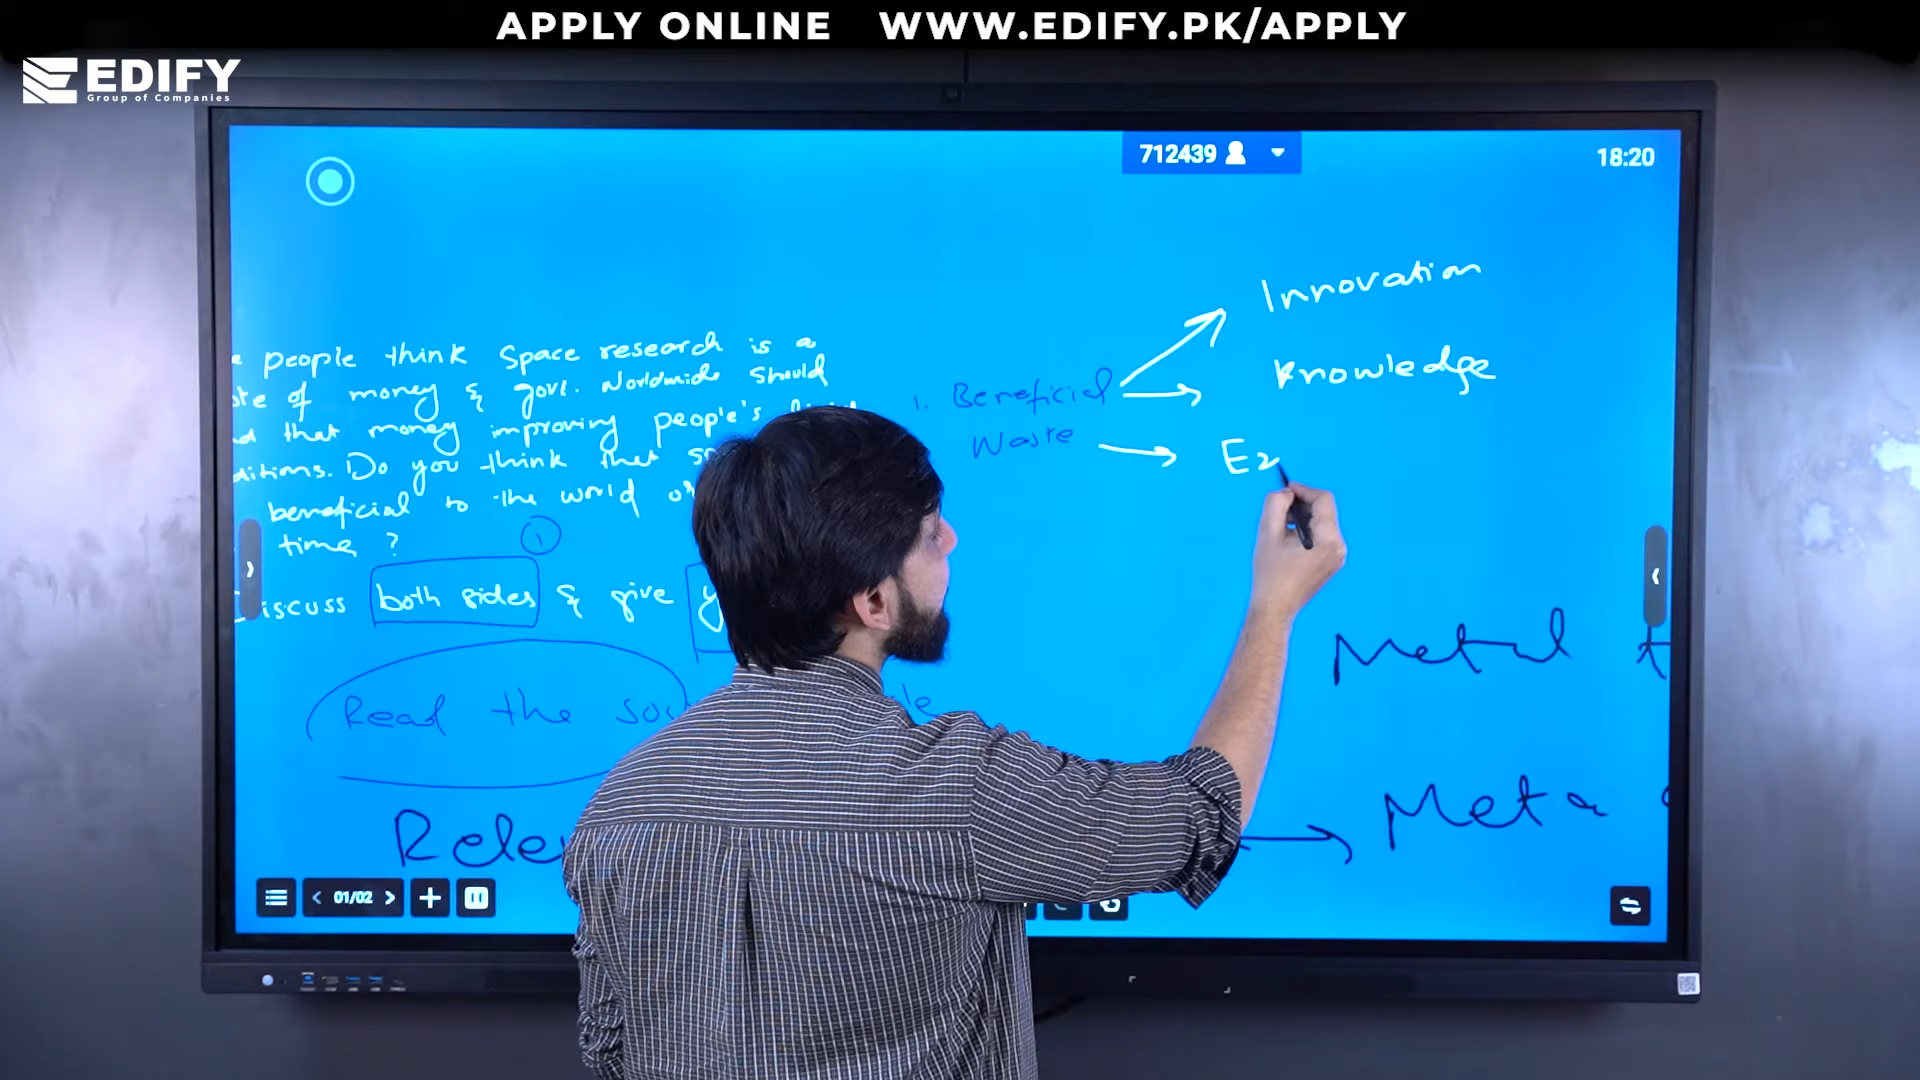 APPLY ONLINE WWW.EDIFY.PK/APPLY
EDIFY
Group of Companies
712439
18:20
people think space research is a
of money & govt. Worldwide should
that money improving people's
Do you think that
beneficial to the world or
time ?
1
both sides & give
Read the
1. Beneficial
Waste
Innovation
Knowledge
Metal
Meta
01/02